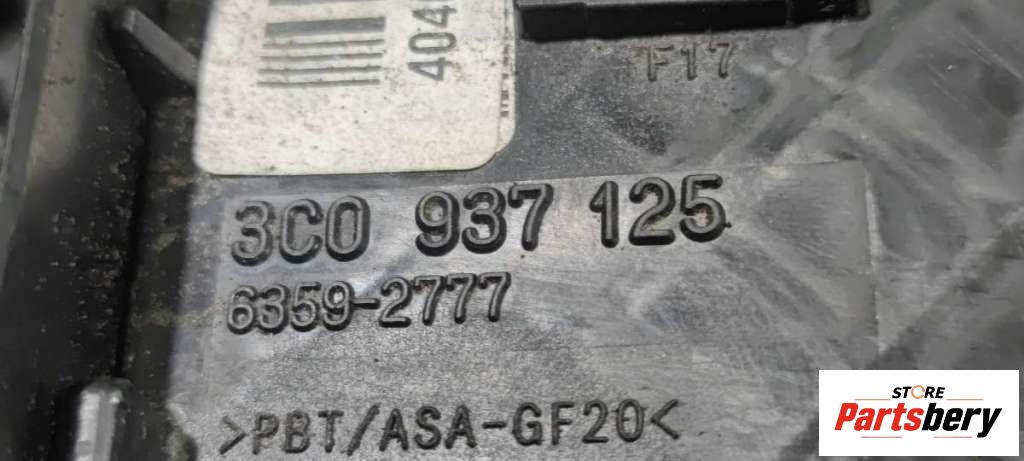 404
F17
3C0 937 125
6359-2777
>PBT/ASA-GF20<
STORE
Partsbery